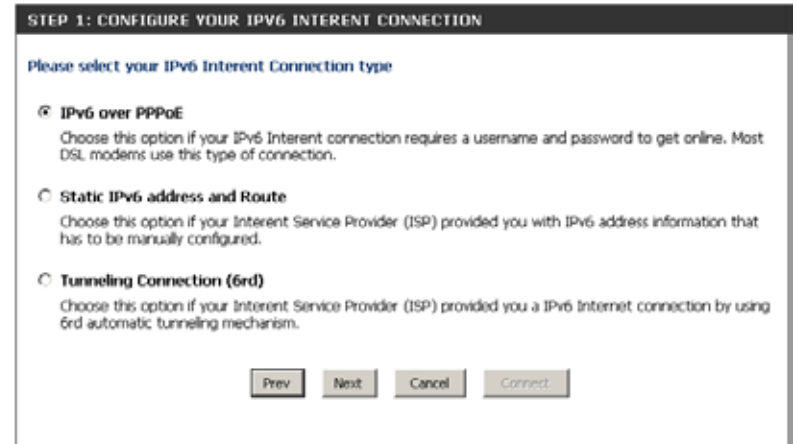 STEP 1: CONFIGURE YOUR IPV6 INTERENT CONNECTION
Please select your IPv6 Interent Connection type
IPv6 over PPPoE
Choose this option if your IPv6 Interent connection requires a username and password to get online. Most
DSL modems use this type of connection.
Static IPv6 address and Route
Choose this option if your Interent Service Provider (ISP) provided you with IPv6 address information that
has to be manually configured.
Tunneling Connection (6rd)
Choose this option if your Interent Service Provider (ISP) provided you a IPv6 Internet connection by using
6rd automatic tunneling mechanism.
Prev Next Cancel Connect